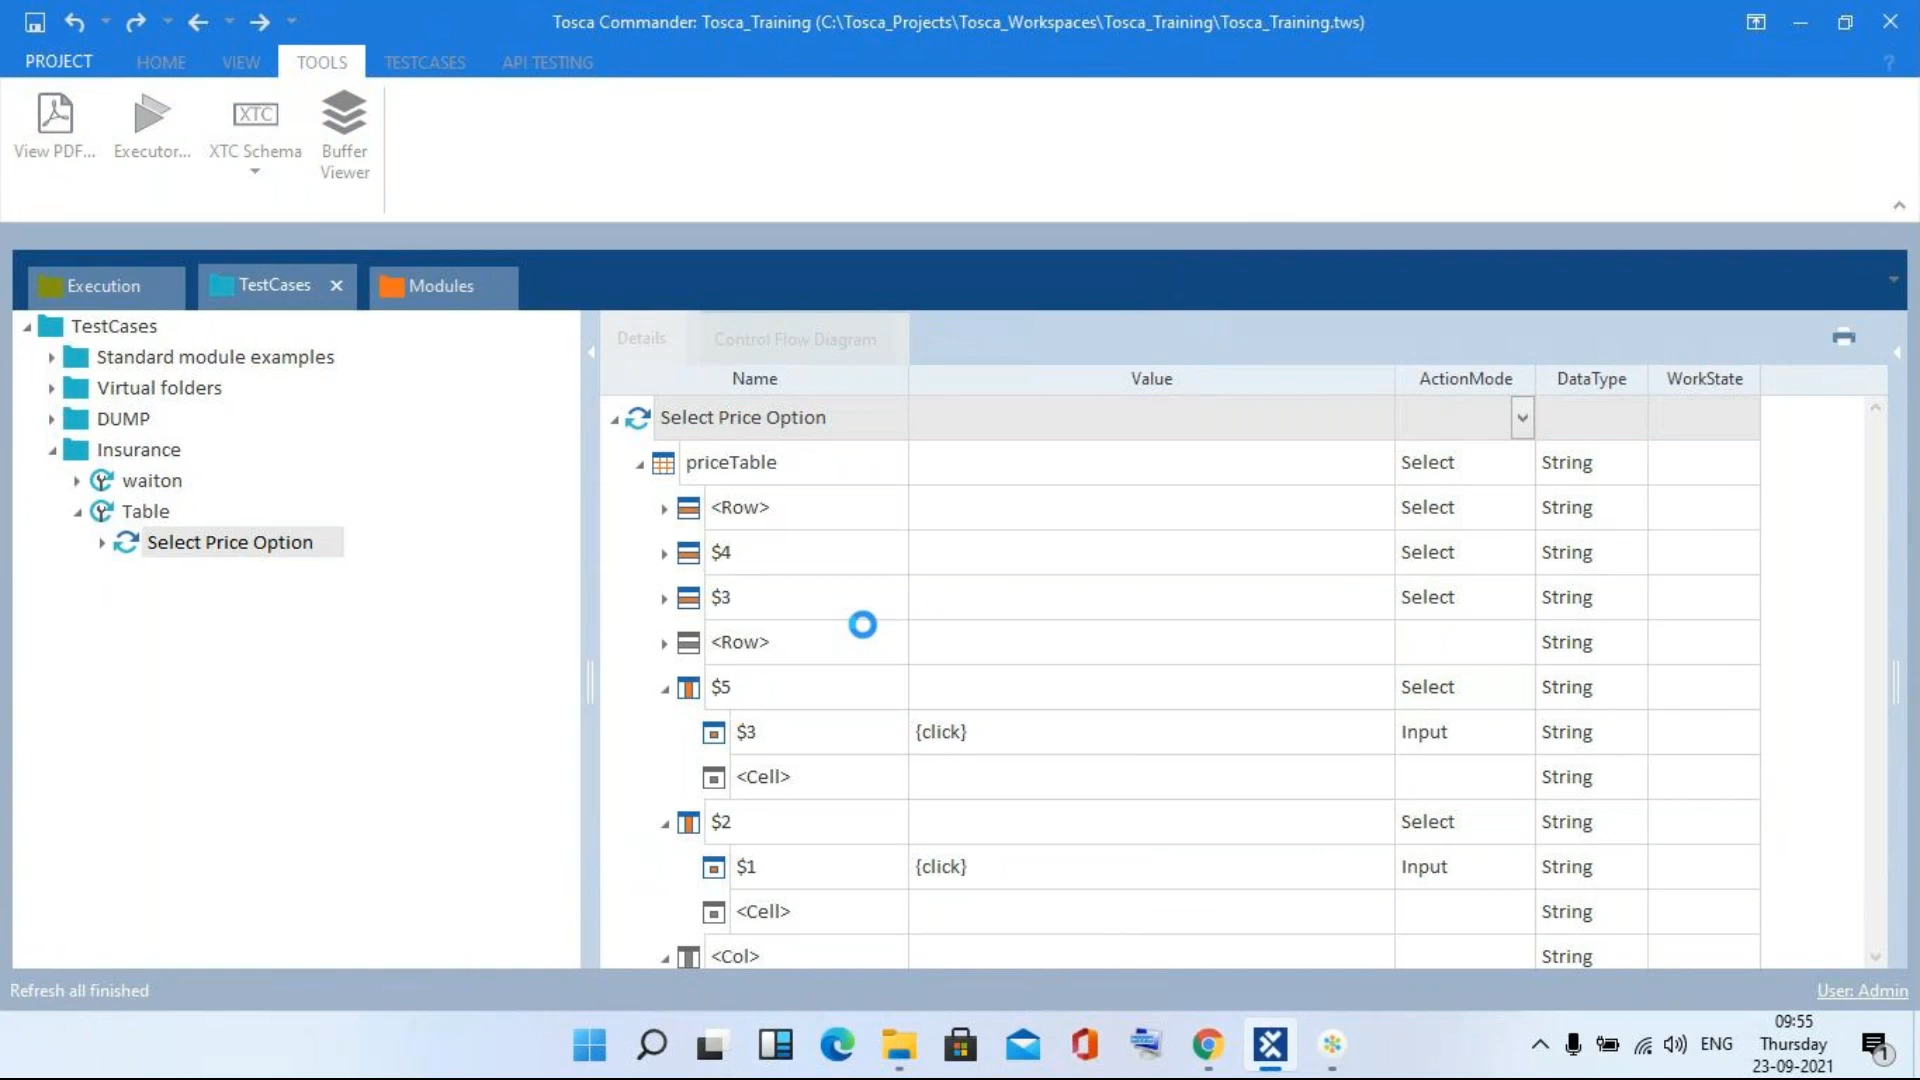 Tosca Commander: Tosca_Training (C:\Tosca_Projects\Tosca_Workspaces\Tosca_Training\Tosca_Training.tws)
PROJECT HOME VIEW TOOLS TESTCASES API TESTING ?
View PDF... Executor... XTC Schema Buffer Viewer
XTC
Execution TestCases × Modules
TestCases
Standard module examples
Virtual folders
DUMP
Insurance
waiton
Table
Select Price Option
Details Control Flow Diagram
Name Value ActionMode DataType WorkState
Select Price Option
priceTable Select String
<Row> Select String
$4 Select String
$3 Select String
<Row> String
$5 Select String
$3 {click} Input String
<Cell> String
$2 Select String
$1 {click} Input String
<Cell> String
<Col> String
Refresh all finished User: Admin
ENG
09:55
Thursday
23-09-2021
1